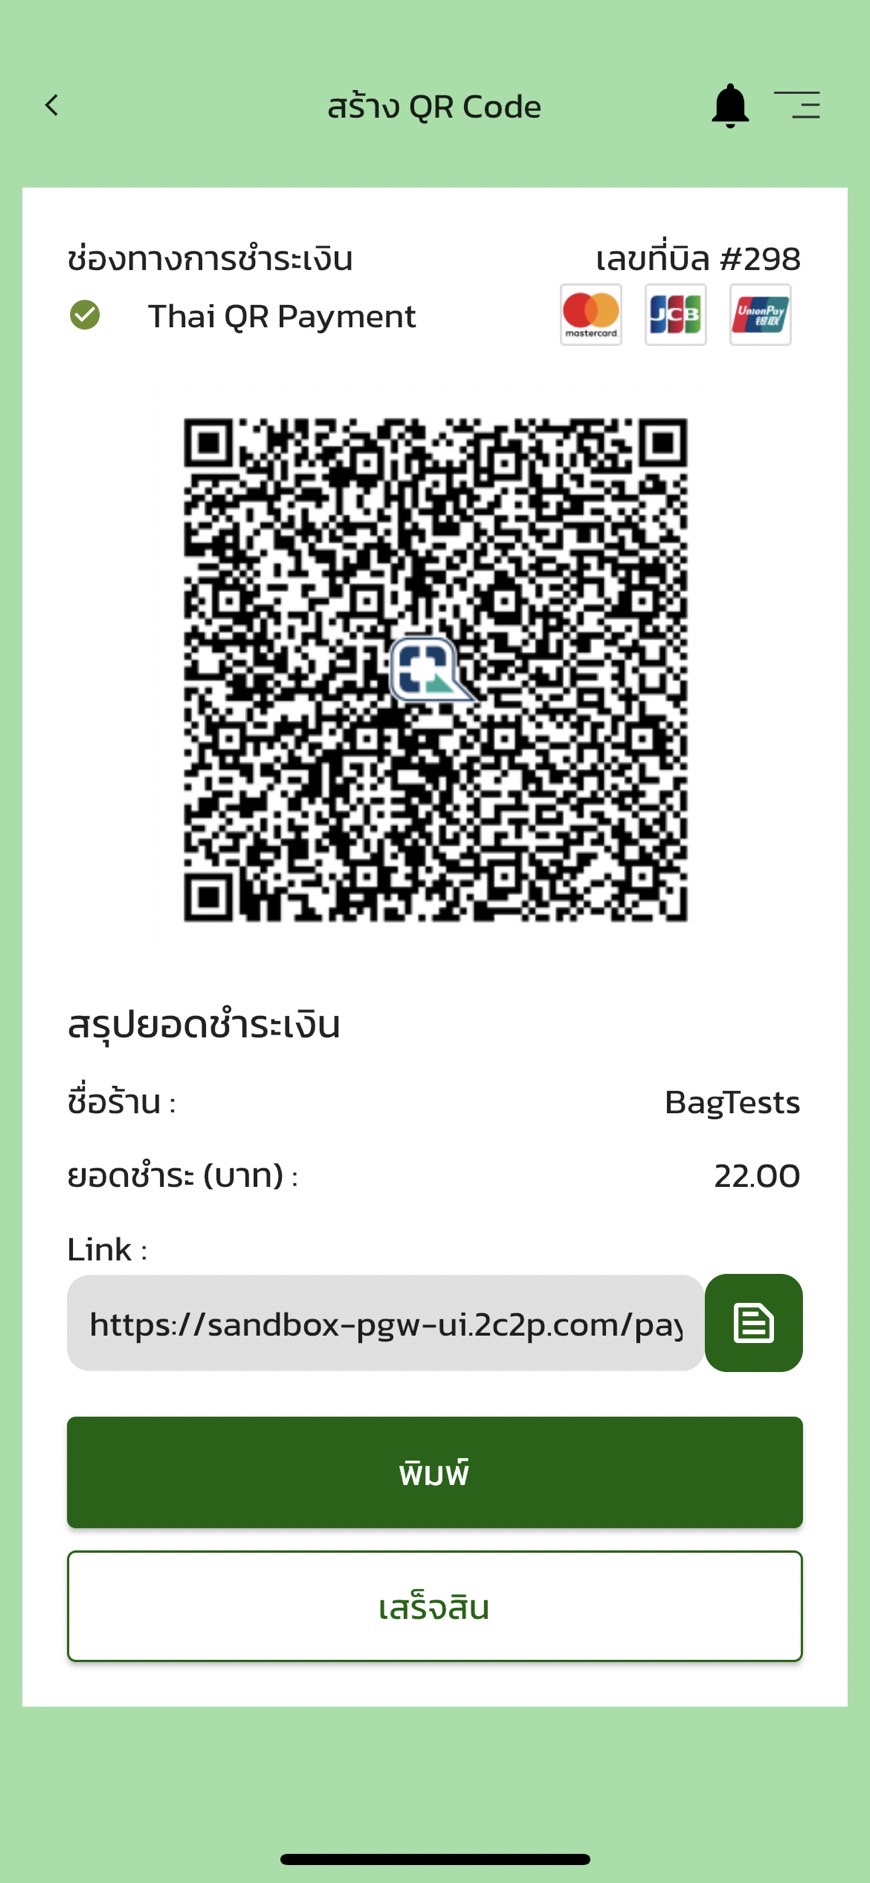 สร้าง QR Code
ช่องทางการชำระเงิน
เลขที่บิล #298
Thai QR Payment
mastercard
JCB
UnionPay
银联
สรุปยอดชำระเงิน
ชื่อร้าน :
BagTests
ยอดชำระ (บาท) :
22.00
Link :
https://sandbox-pgw-ui.2c2p.com/pay
พิมพ์
เสร็จสิน